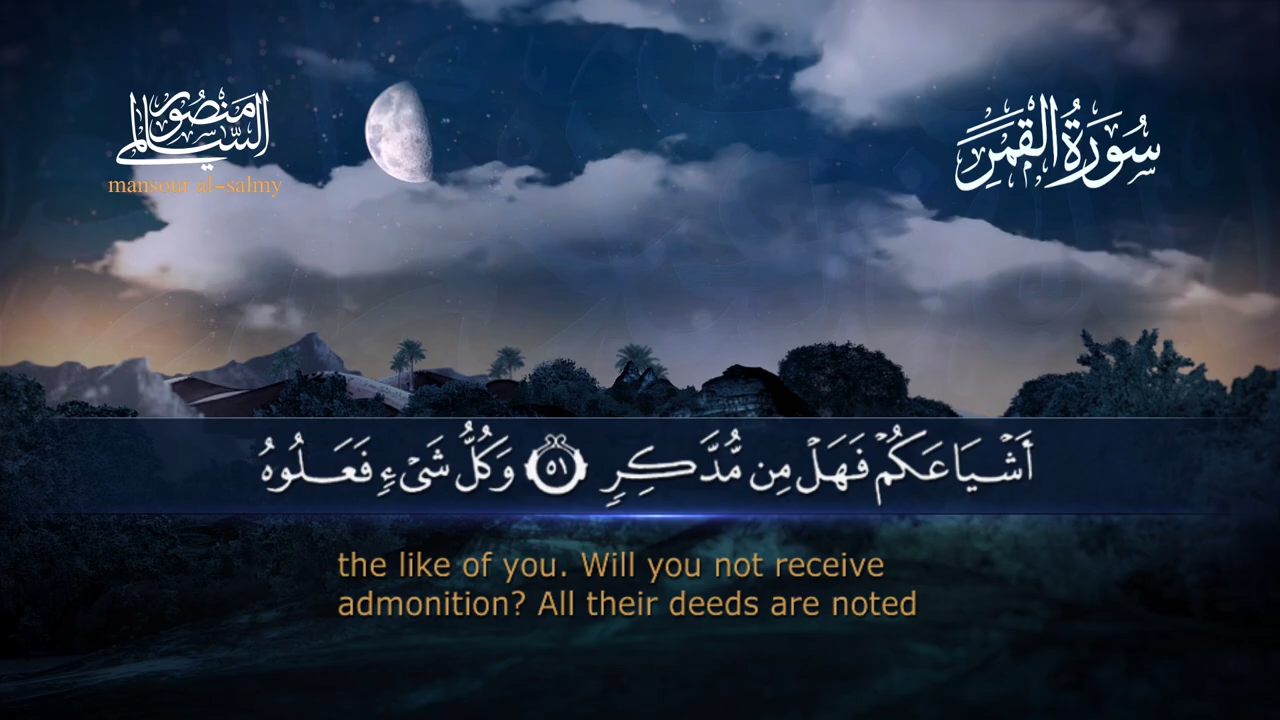 منصور
السالمي
mansour al-salmy
سُورَةُ القَمَرِ
أَشْيَاعَكُمْ فَهَلْ مِن مُّدَّكِرٍ ٥١ وَكُلُّ شَىْءٍ فَعَلُوهُ
the like of you. Will you not receive
admonition? All their deeds are noted